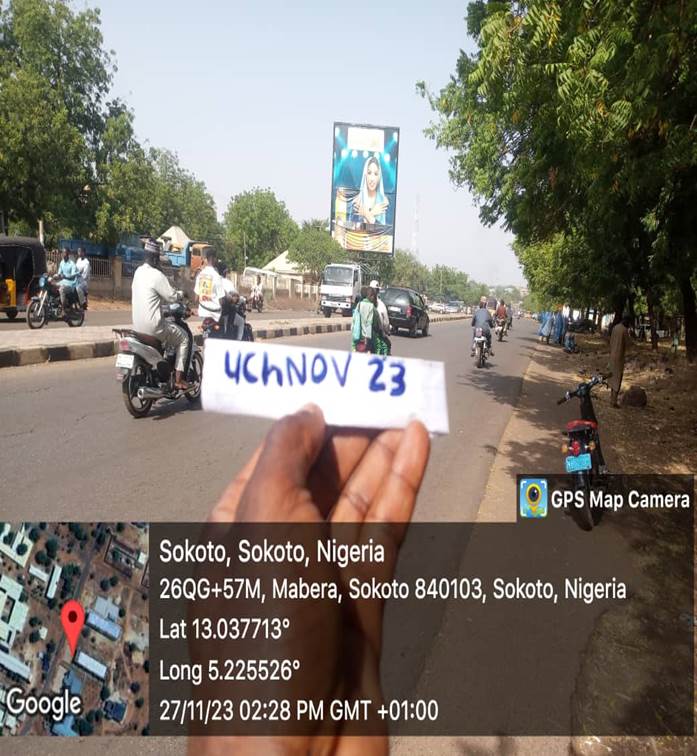 UChNOV 23
GPS Map Camera
Sokoto, Sokoto, Nigeria
26QG+57M, Mabera, Sokoto 840103, Sokoto, Nigeria
Lat 13.037713°
Long 5.225526°
27/11/23 02:28 PM GMT +01:00
Google